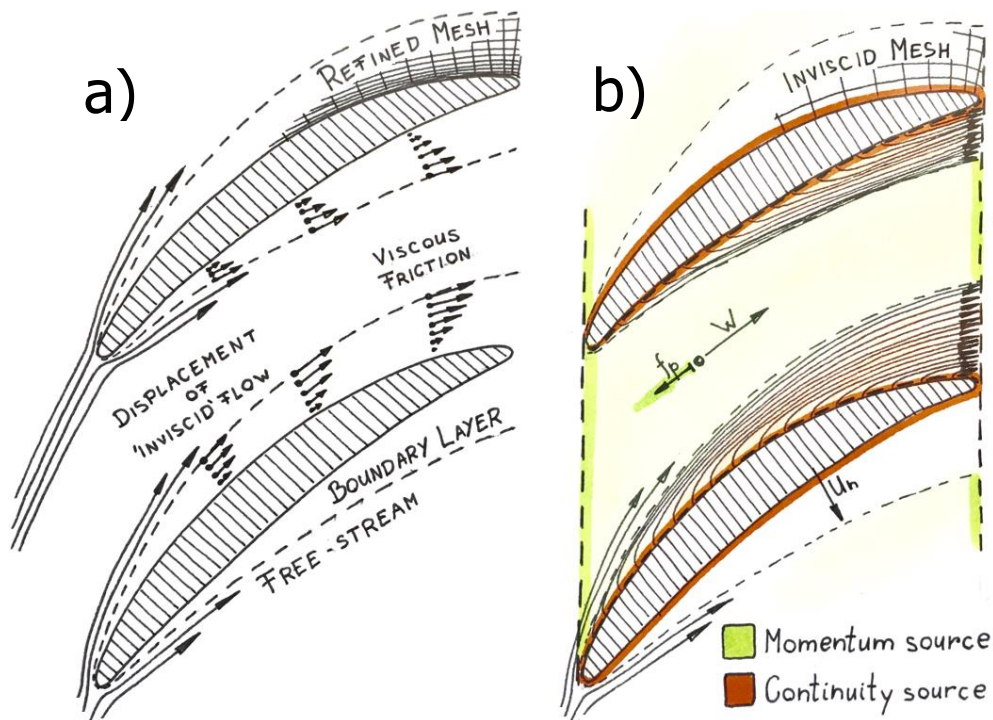 a)
REFINED MESH
VISCOUS
FRICTION
DISPLACEMENT
OF
'INVISCID' FLOW
BOUNDARY LAYER
FREE-STREAM
b)
INVISCID MESH
W
fp
Un
Momentum source
Continuity source